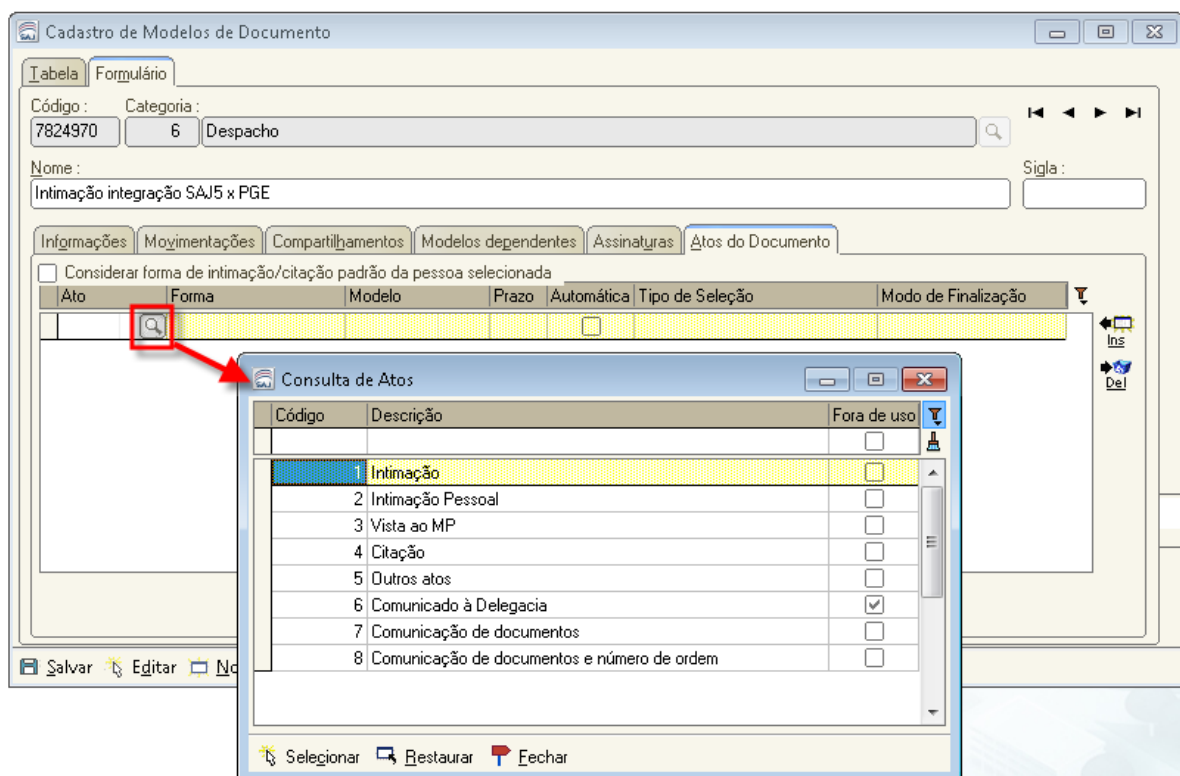 Cadastro de Modelos de Documento
Tabela Formulário
Código : Categoria :
7824970 6 Despacho
Nome : Sigla :
Intimação integração SAJ5 x PGE
Informações Movimentações Compartilhamentos Modelos dependentes Assinaturas Atos do Documento
Considerar forma de intimação/citação padrão da pessoa selecionada
Ato Forma Modelo Prazo Automática Tipo de Seleção Modo de Finalização
Ins
Del
Consulta de Atos
Código Descrição Fora de uso
1 Intimação
2 Intimação Pessoal
3 Vista ao MP
4 Citação
5 Outros atos
6 Comunicado à Delegacia
7 Comunicação de documentos
8 Comunicação de documentos e número de ordem
Salvar Editar No
Selecionar Restaurar Fechar